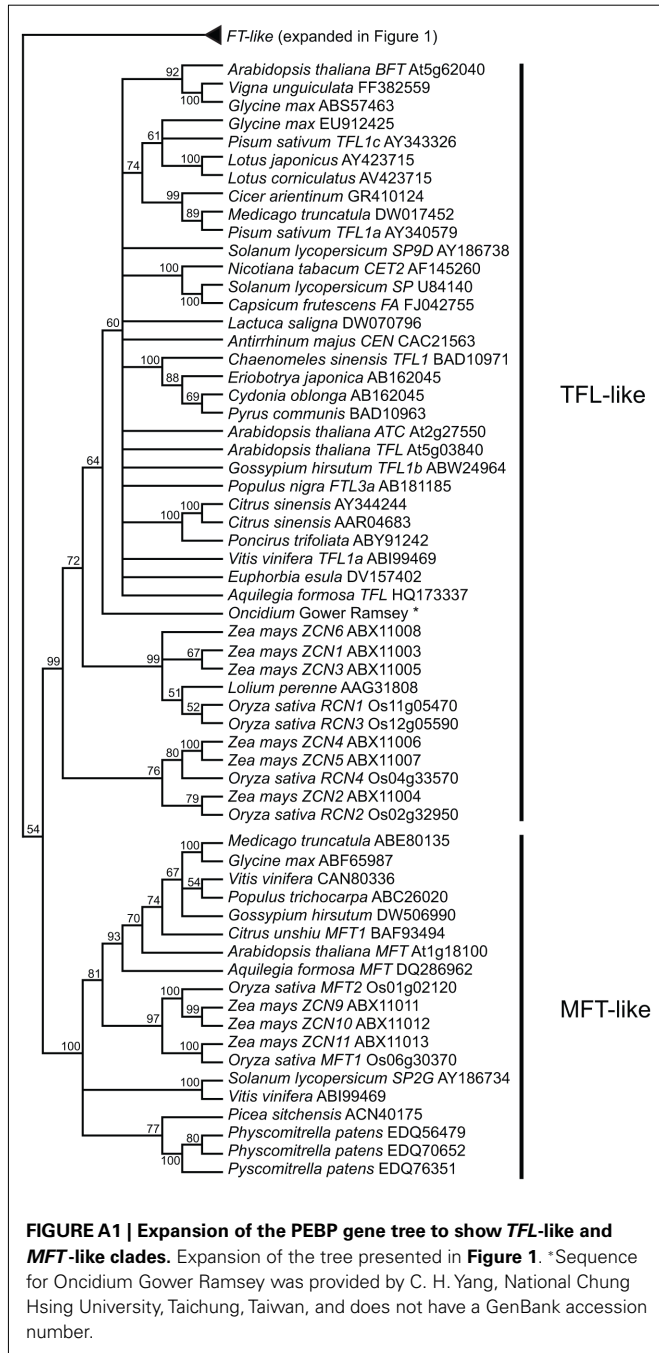 FT-like (expanded in Figure 1)
92
Arabidopsis thaliana BFT At5g62040
Vigna unguiculata FF382559
100
Glycine max ABS57463
Glycine max EU912425
61
Pisum sativum TFL1c AY343326
74
100
Lotus japonicus AY423715
Lotus corniculatus AV423715
99
Cicer arientinum GR410124
89
Medicago truncatula DW017452
Pisum sativum TFL1a AY340579
Solanum lycopersicum SP9D AY186738
100
Nicotiana tabacum CET2 AF145260
Solanum lycopersicum SP U84140
100
Capsicum frutescens FA FJ042755
60
Lactuca saligna DW070796
Antirrhinum majus CEN CAC21563
100
Chaenomeles sinensis TFL1 BAD10971
88
Eriobotrya japonica AB162045
69
Cydonia oblonga AB162045
Pyrus communis BAD10963
TFL-like
Arabidopsis thaliana ATC At2g27550
Arabidopsis thaliana TFL At5g03840
64
Gossypium hirsutum TFL1b ABW24964
Populus nigra FTL3a AB181185
100
Citrus sinensis AY344244
100
Citrus sinensis AAR04683
Poncirus trifoliata ABY91242
Vitis vinifera TFL1a ABI99469
72
Euphorbia esula DV157402
Aquilegia formosa TFL HQ173337
Oncidium Gower Ramsey *
Zea mays ZCN6 ABX11008
99
67
Zea mays ZCN1 ABX11003
Zea mays ZCN3 ABX11005
99
51
Lolium perenne AAG31808
52
Oryza sativa RCN1 Os11g05470
Oryza sativa RCN3 Os12g05590
100
Zea mays ZCN4 ABX11006
80
Zea mays ZCN5 ABX11007
76
Oryza sativa RCN4 Os04g33570
79
Zea mays ZCN2 ABX11004
Oryza sativa RCN2 Os02g32950
54
100
Medicago truncatula ABE80135
Glycine max ABF65987
67
54
Vitis vinifera CAN80336
Populus trichocarpa ABC26020
74
Gossypium hirsutum DW506990
70
Citrus unshiu MFT1 BAF93494
93
Arabidopsis thaliana MFT At1g18100
Aquilegia formosa MFT DQ286962
81
100
Oryza sativa MFT2 Os01g02120
99
Zea mays ZCN9 ABX11011
97
Zea mays ZCN10 ABX11012
MFT-like
100
Zea mays ZCN11 ABX11013
100
Oryza sativa MFT1 Os06g30370
100
Solanum lycopersicum SP2G AY186734
Vitis vinifera ABI99469
77
Picea sitchensis ACN40175
80
Physcomitrella patens EDQ56479
Physcomitrella patens EDQ70652
100
Pyscomitrella patens EDQ76351
FIGURE A1 | Expansion of the PEBP gene tree to show TFL-like and
MFT-like clades. Expansion of the tree presented in Figure 1. *Sequence
for Oncidium Gower Ramsey was provided by C. H. Yang, National Chung
Hsing University, Taichung, Taiwan, and does not have a GenBank accession
number.